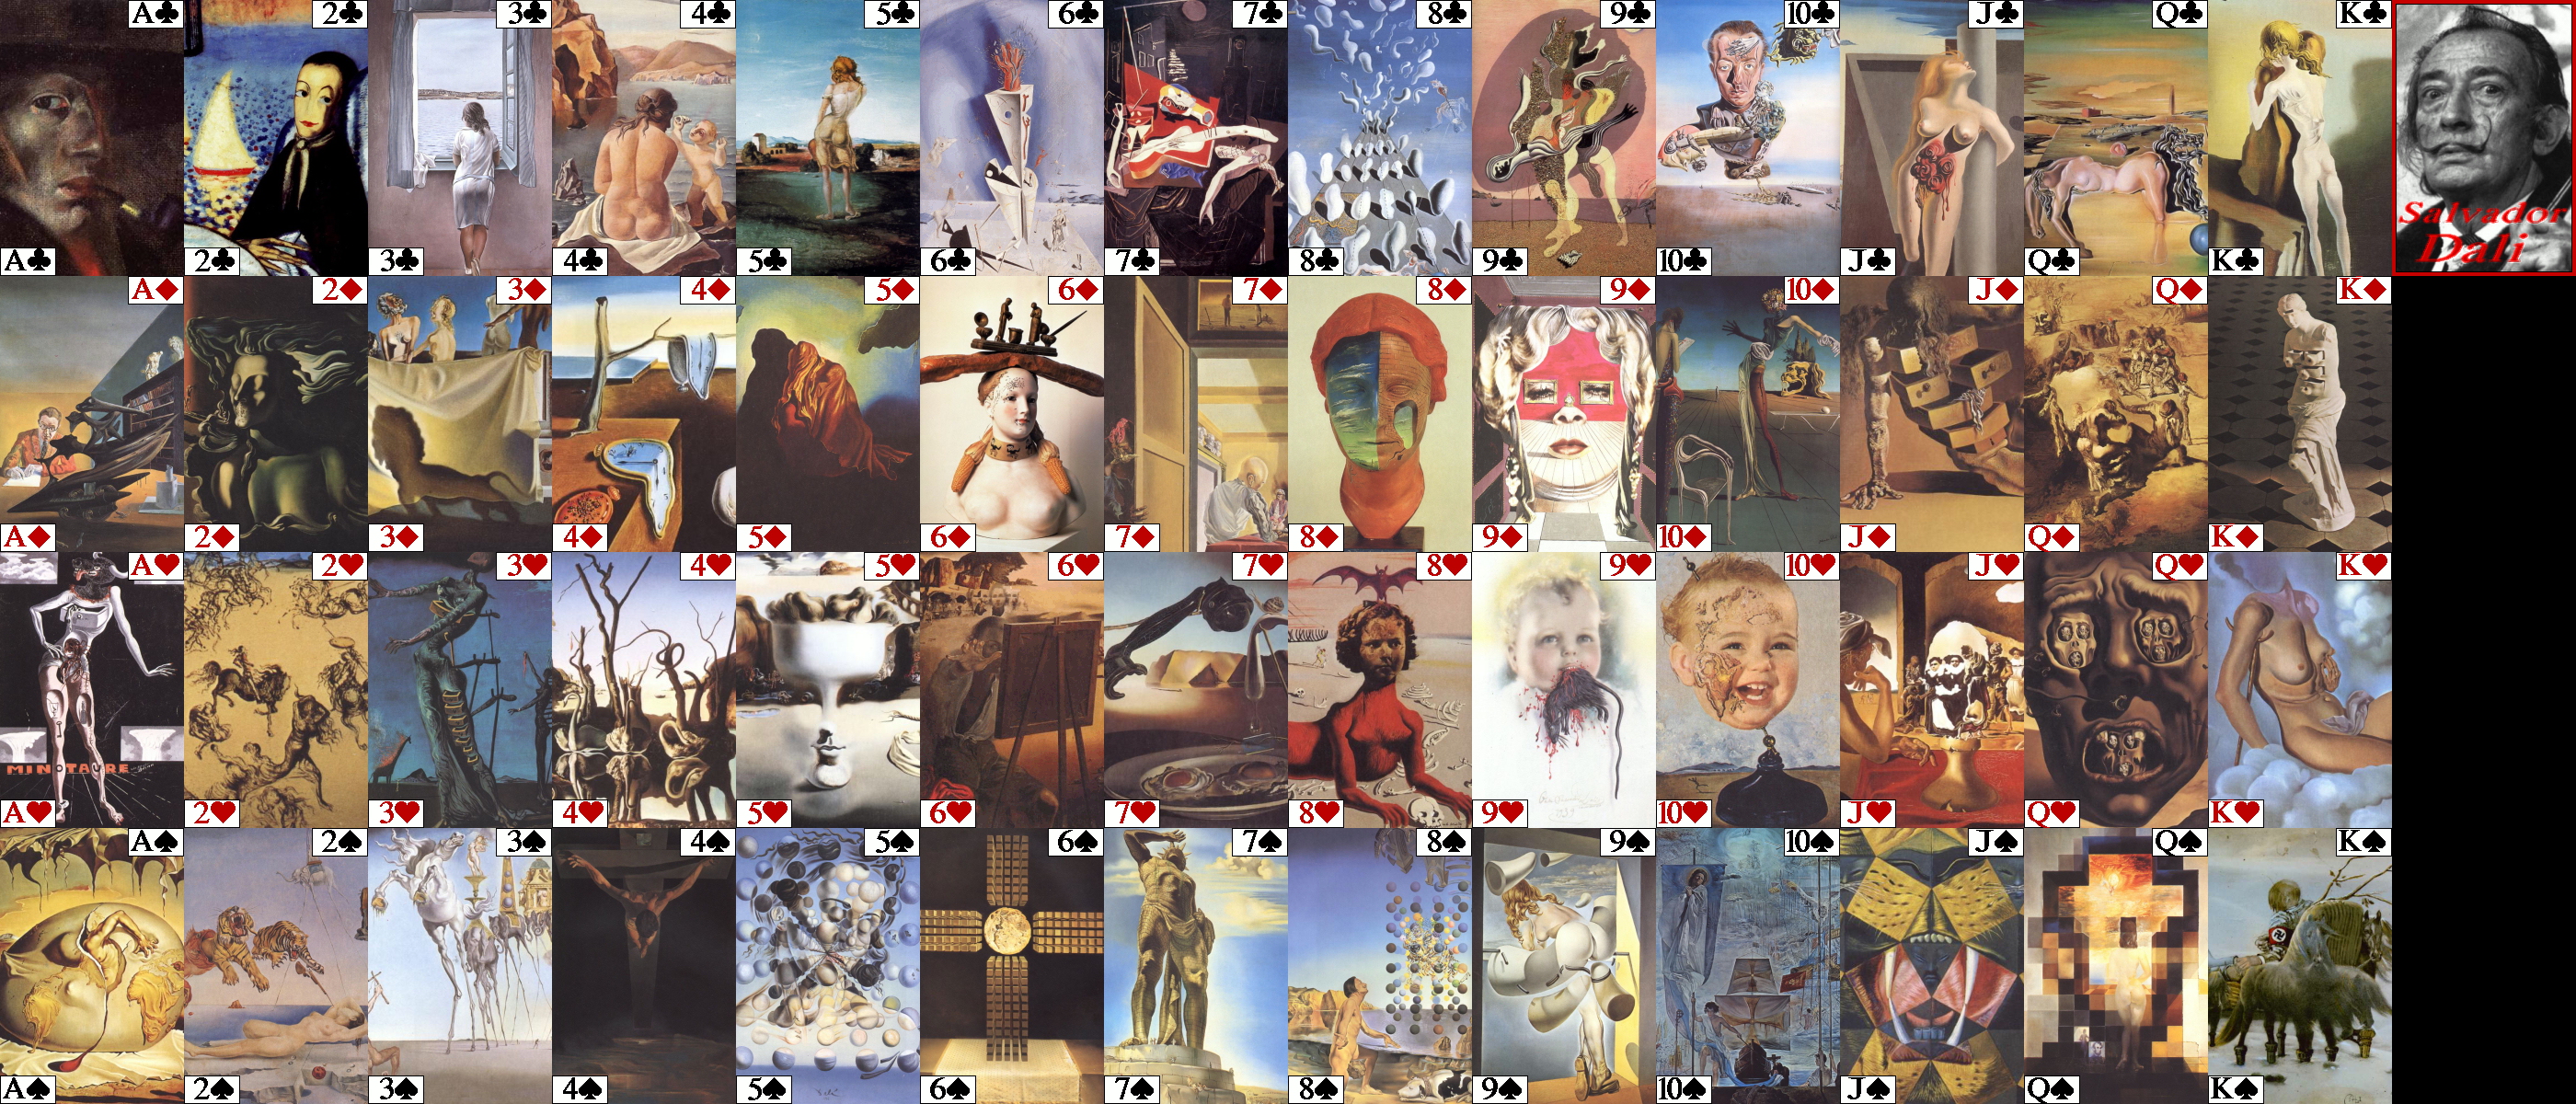 A♣ 2♣ 3♣ 4♣ 5♣ 6♣ 7♣ 8♣ 9♣ 10♣ J♣ Q♣ K♣
Salvador
Dali
A♣ 2♣ 3♣ 4♣ 5♣ 6♣ 7♣ 8♣ 9♣ 10♣ J♣ Q♣ K♣
A♦ 2♦ 3♦ 4♦ 5♦ 6♦ 7♦ 8♦ 9♦ 10♦ J♦ Q♦ K♦
A♦ 2♦ 3♦ 4♦ 5♦ 6♦ 7♦ 8♦ 9♦ 10♦ J♦ Q♦ K♦
A♥ 2♥ 3♥ 4♥ 5♥ 6♥ 7♥ 8♥ 9♥ 10♥ J♥ Q♥ K♥
MINOTAURE
A♥ 2♥ 3♥ 4♥ 5♥ 6♥ 7♥ 8♥ 9♥ 10♥ J♥ Q♥ K♥
A♠ 2♠ 3♠ 4♠ 5♠ 6♠ 7♠ 8♠ 9♠ 10♠ J♠ Q♠ K♠
A♠ 2♠ 3♠ 4♠ 5♠ 6♠ 7♠ 8♠ 9♠ 10♠ J♠ Q♠ K♠